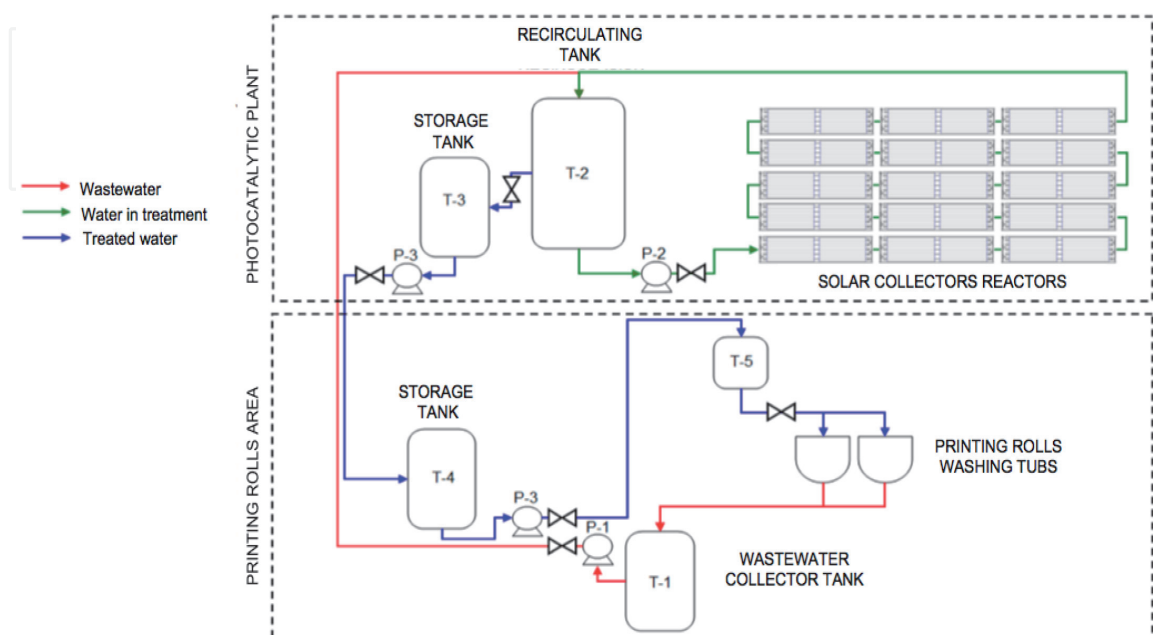 RECIRCULATING
TANK
PHOTOCATALYTIC PLANT
STORAGE
TANK
T-2
T-3
Wastewater
Water in treatment
Treated water
P-3
P-2
SOLAR COLLECTORS REACTORS
PRINTING ROLLS AREA
T-5
STORAGE
TANK
PRINTING ROLLS
WASHING TUBS
T-4
P-3
P-1
WASTEWATER
COLLECTOR TANK
T-1